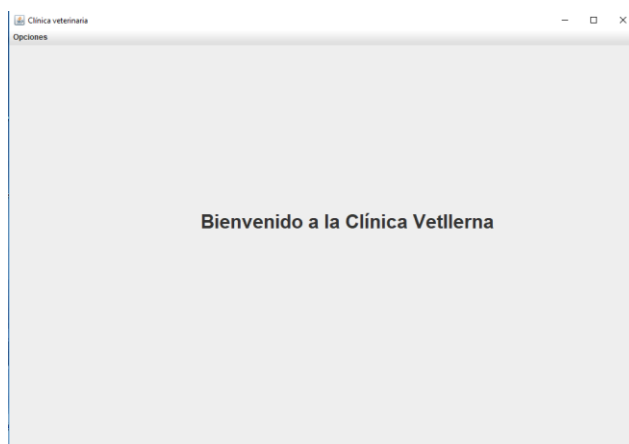 Clínica veterinaria
Opciones
Bienvenido a la Clínica Vetllerna